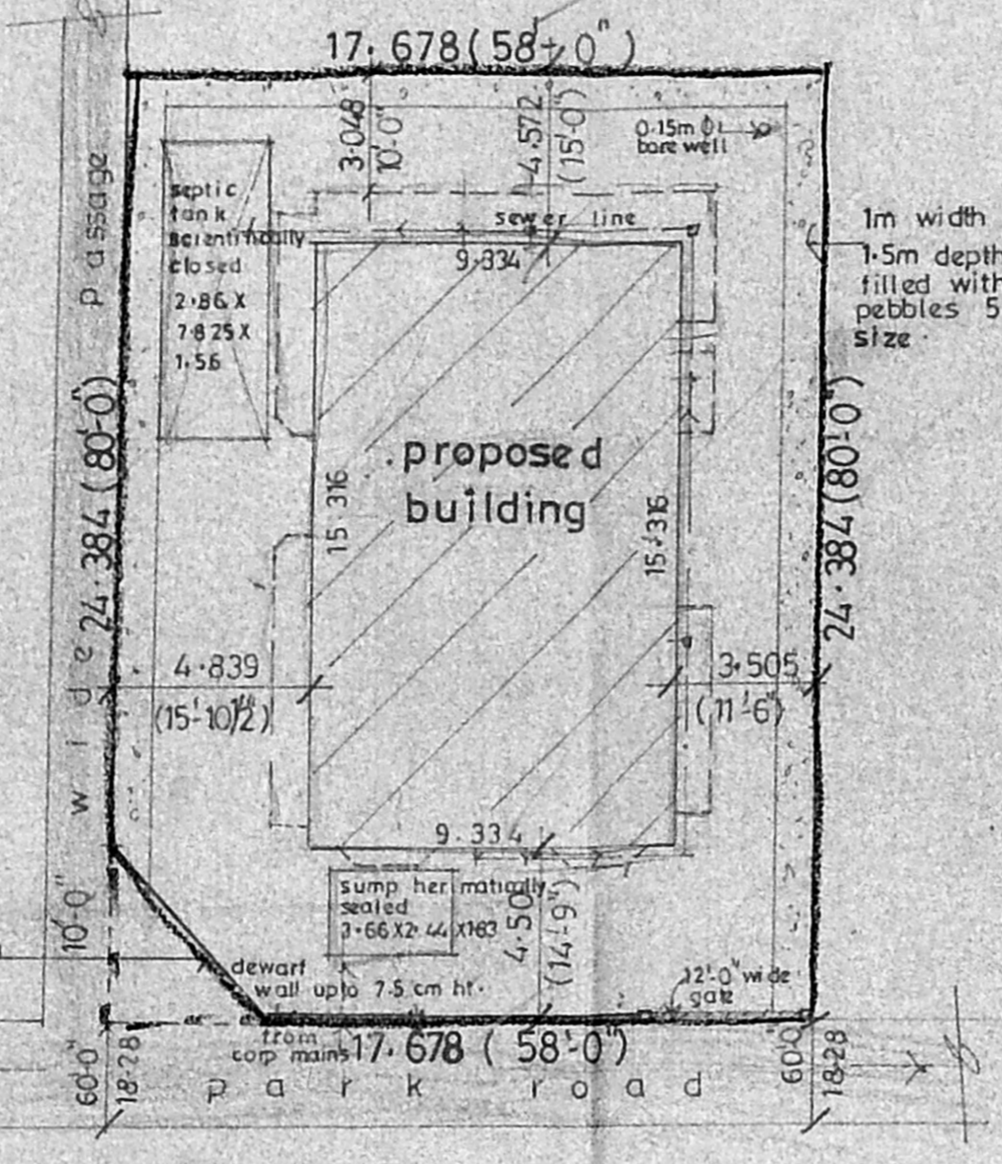 17.678 (58'-0")
3.048
10'-0"
4.572
(15'-0")
0.15m
bore well
septic
tank
scientifically
closed
2.86 X
7.825 X
1.56
sewer line
9.334
1m width
1.5m depth
filled with
pebbles 5
size
passage
24.384 (80'-0")
wide
10'-0"
proposed
building
15.316
15.316
24.384 (80'-0")
4.839
(15'-10½")
3.505
(11'-6")
9.334
sump hermatically
sealed
3.66 X 2.44 X 1.83
4.50
(14'-9")
dewart
wall upto 7.5 cm ht.
12'-0" wide
gate
from
corp mains
17.678 (58'-0")
60'-0"
18.28
park road
60'0"
18.28